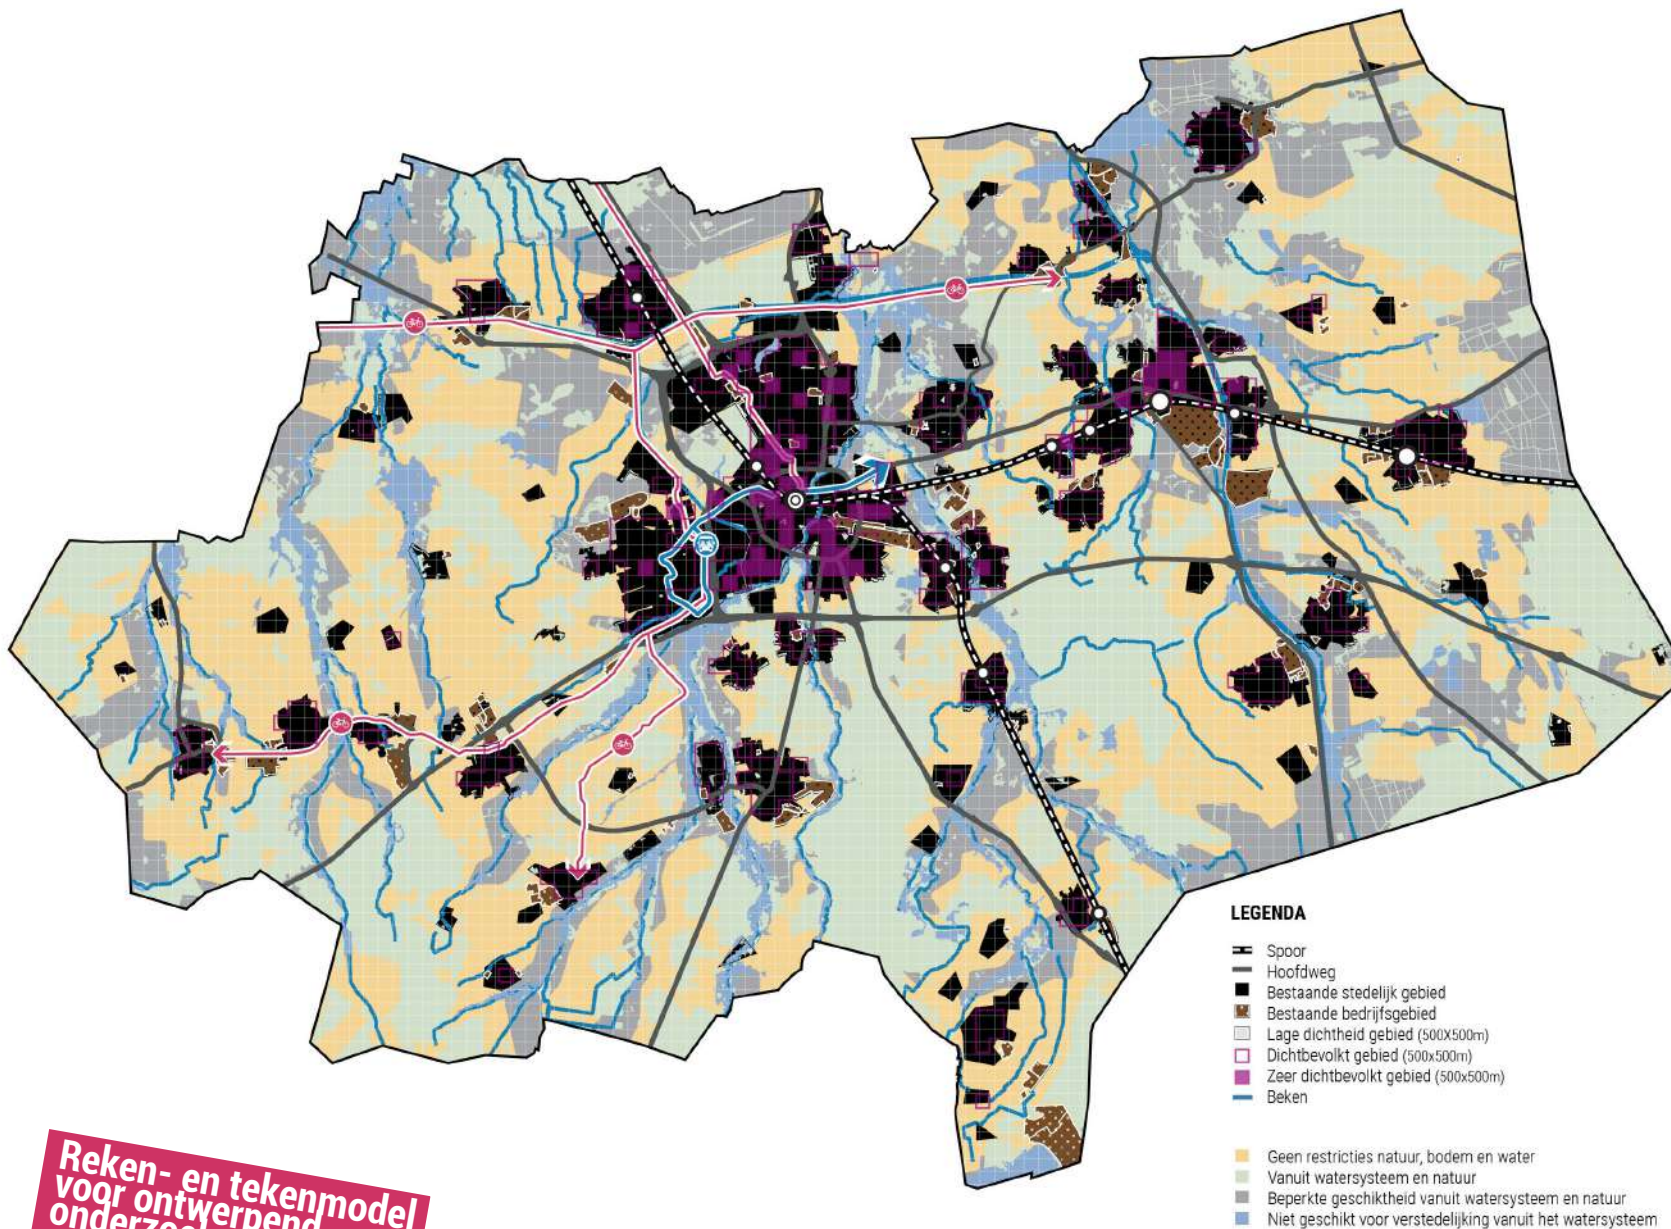 LEGENDA
Spoor
Hoofdweg
Bestaande stedelijk gebied
Bestaande bedrijfsgebied
Lage dichtheid gebied (500X500m)
Dichtbevolkt gebied (500x500m)
Zeer dichtbevolkt gebied (500x500m)
Beken
Geen restricties natuur, bodem en water
Vanuit watersysteem en natuur
Beperkte geschiktheid vanuit watersysteem en natuur
Niet geschikt voor verstedelijking vanuit het watersysteem
Reken- en tekenmodel
voor ontwerpend